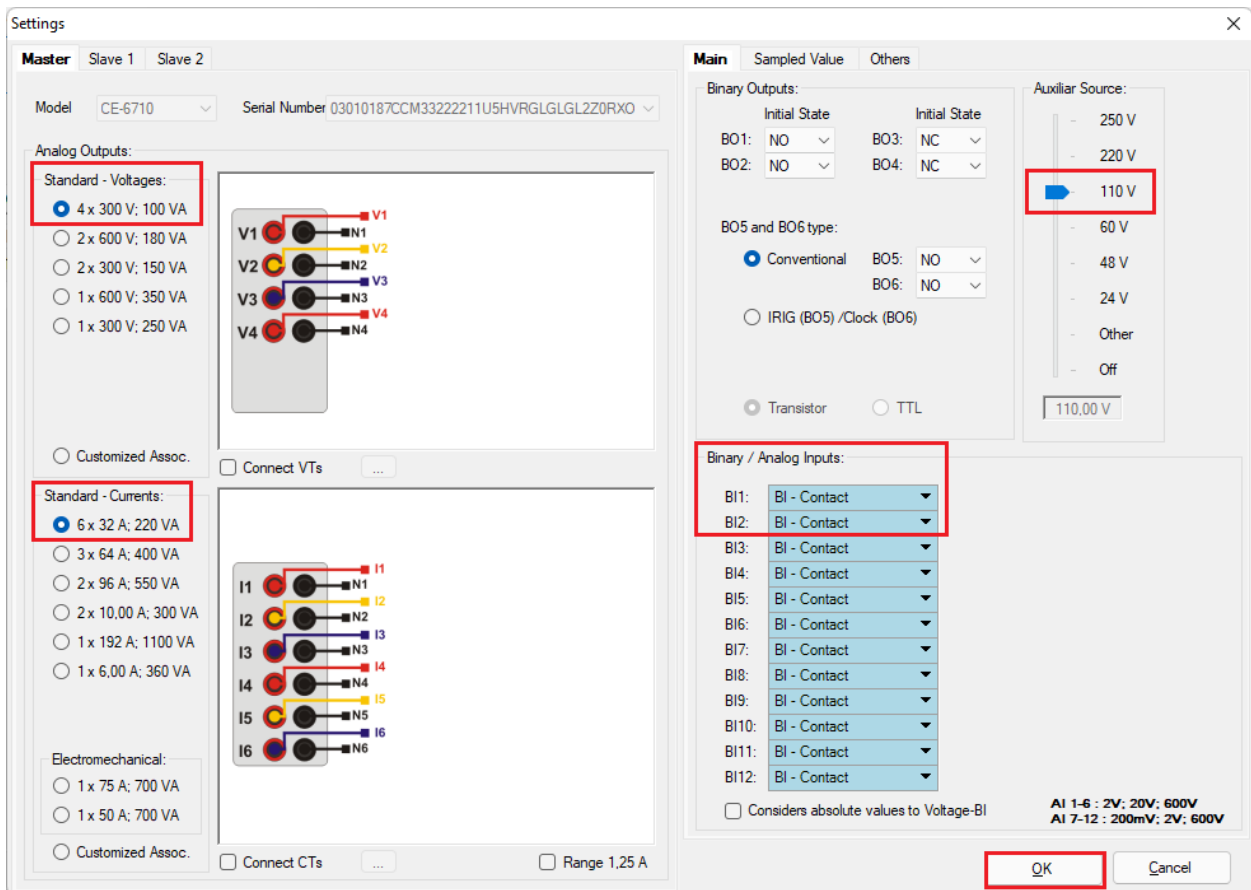 Settings
Master Slave 1 Slave 2
Model CE-6710 Serial Number 03010187CCM33222211U5HVRGLGLGL2Z0RXO
Analog Outputs:
Standard - Voltages:
4 x 300 V; 100 VA
2 x 600 V; 180 VA
2 x 300 V; 150 VA
1 x 600 V; 350 VA
1 x 300 V; 250 VA
Customized Assoc.
V1 V1
N1
V2 V2
N2
V3 V3
N3
V4 V4
N4
Connect VTs ...
Standard - Currents:
6 x 32 A; 220 VA
3 x 64 A; 400 VA
2 x 96 A; 550 VA
2 x 10,00 A; 300 VA
1 x 192 A; 1100 VA
1 x 6,00 A; 360 VA
Electromechanical:
1 x 75 A; 700 VA
1 x 50 A; 700 VA
Customized Assoc.
I1 I1
N1
I2 I2
N2
I3 I3
N3
I4 I4
N4
I5 I5
N5
I6 I6
N6
Connect CTs ... Range 1,25 A
Main Sampled Value Others
Binary Outputs:
Initial State Initial State
BO1: NO BO3: NC
BO2: NO BO4: NC
BO5 and BO6 type:
Conventional BO5: NO
BO6: NO
IRIG (BO5) /Clock (BO6)
Transistor TTL
Auxiliar Source:
250 V
220 V
110 V
60 V
48 V
24 V
Other
Off
110,00 V
Binary / Analog Inputs:
BI1: BI - Contact
BI2: BI - Contact
BI3: BI - Contact
BI4: BI - Contact
BI5: BI - Contact
BI6: BI - Contact
BI7: BI - Contact
BI8: BI - Contact
BI9: BI - Contact
BI10: BI - Contact
BI11: BI - Contact
BI12: BI - Contact
Considers absolute values to Voltage-BI
AI 1-6 : 2V; 20V; 600V
AI 7-12 : 200mV; 2V; 600V
OK Cancel